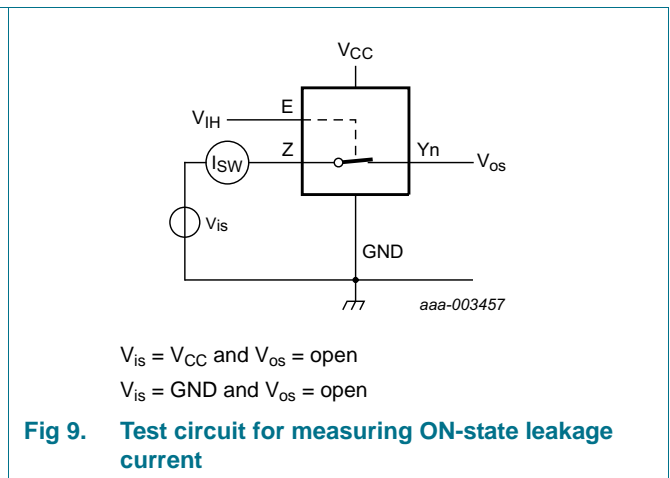 VCC
E
VIH
Z
Yn
ISW
Vos
Vis
GND
aaa-003457
Vis = VCC and Vos = open
Vis = GND and Vos = open
Fig 9. Test circuit for measuring ON-state leakage
current